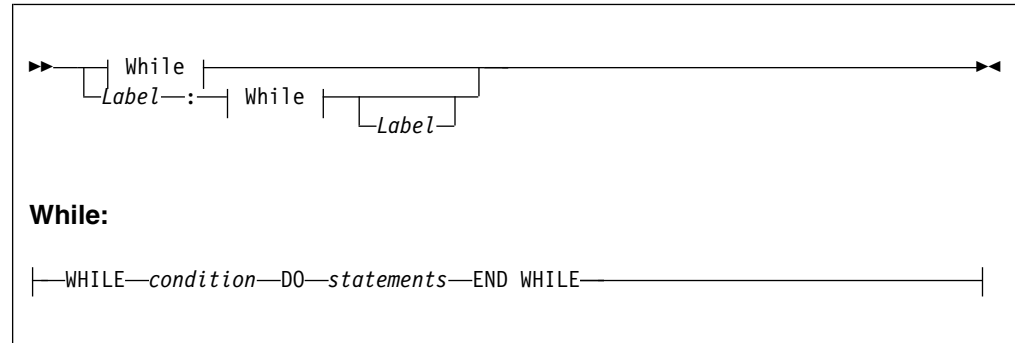 While
Label : While
Label
While:
WHILE condition DO statements END WHILE